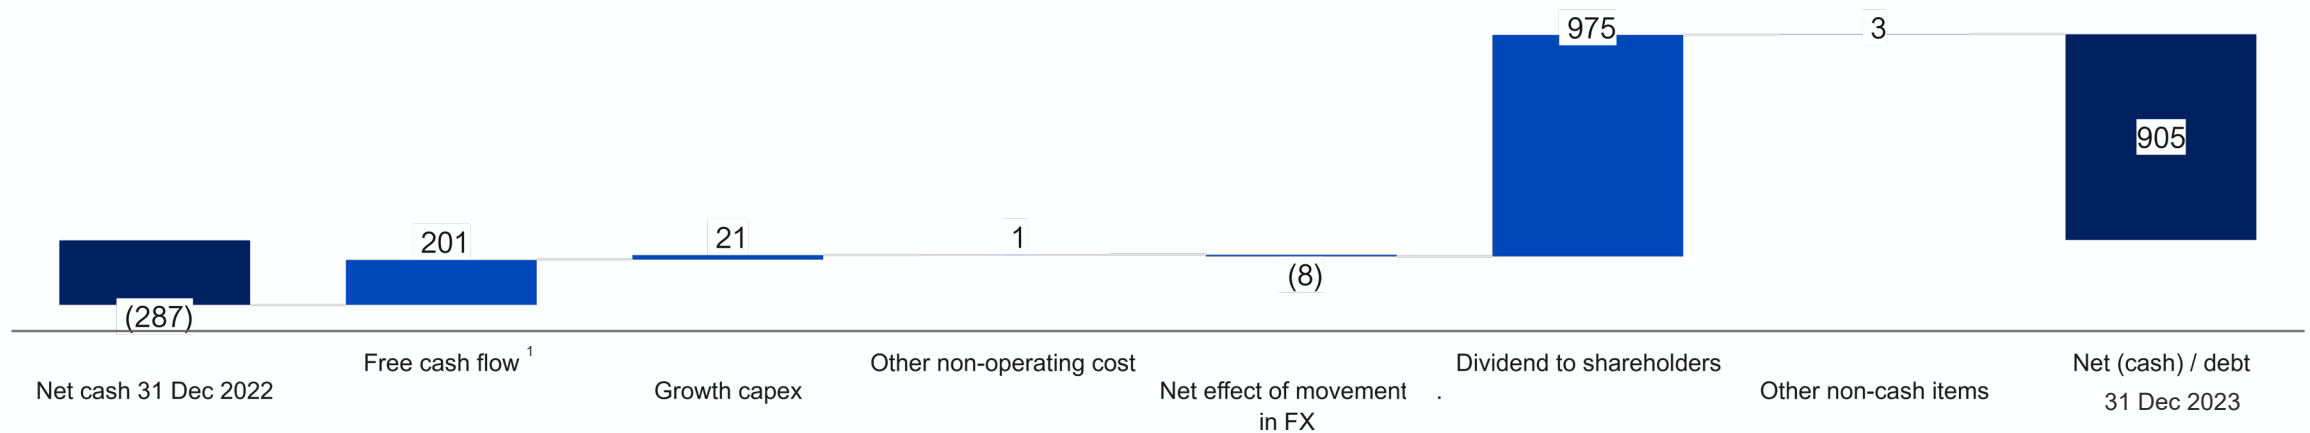 975
3
905
201
21
1
(8)
(287)
Free cash flow 1
Other non-operating cost
Dividend to shareholders
Net (cash) / debt
Net cash 31 Dec 2022
Growth capex
Net effect of movement .
in FX
Other non-cash items
31 Dec 2023